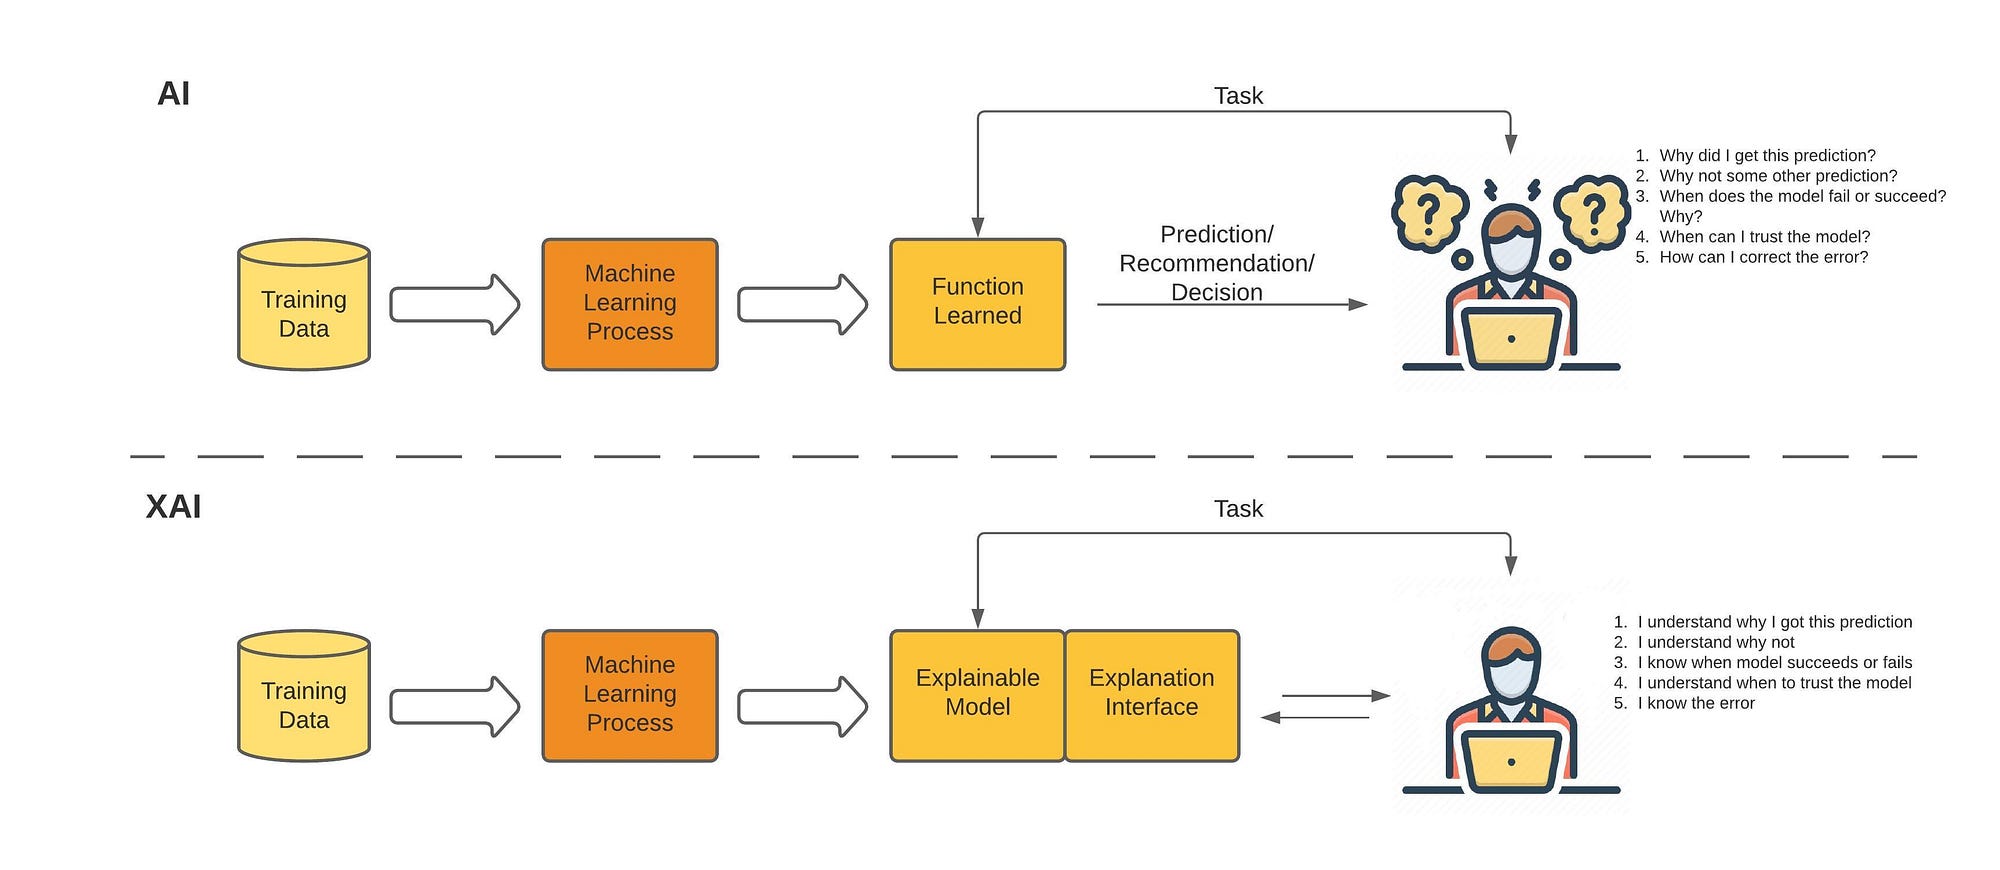 AI
Task
1. Why did I get this prediction?
2. Why not some other prediction?
3. When does the model fail or succeed?
Why?
4. When can I trust the model?
5. How can I correct the error?
Training
Data
Machine
Learning
Process
Function
Learned
Prediction/
Recommendation/
Decision
XAI
Task
Training
Data
Machine
Learning
Process
Explainable
Model
Explanation
Interface
1. I understand why I got this prediction
2. I understand why not
3. I know when model succeeds or fails
4. I understand when to trust the model
5. I know the error